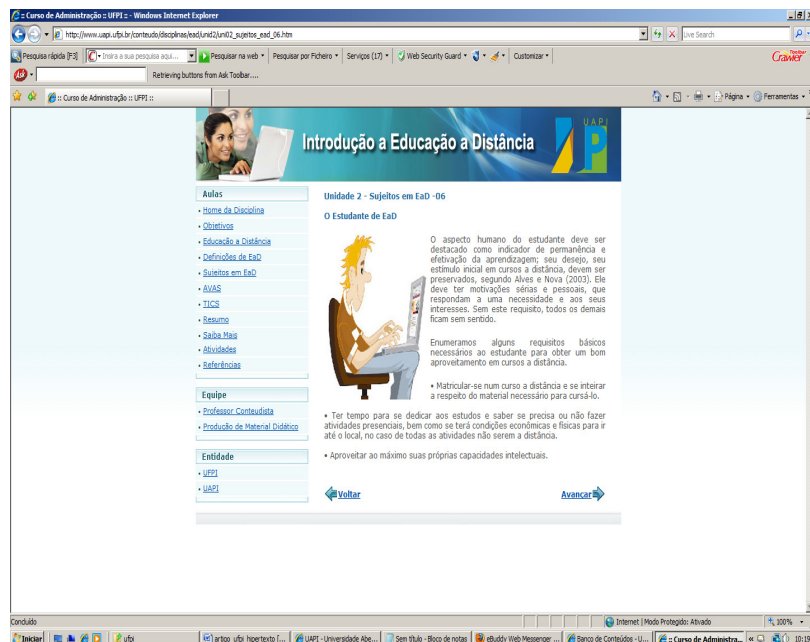 :: Curso de Administração :: UFPI :: - Windows Internet Explorer
http://www.uapi.ufpi.br/conteudo/disciplinas/ead/unid2/uni02_sujeitos_ead_06.htm
Live Search
Pesquisa rápida [F3]
Insira a sua pesquisa aqui...
Pesquisar na web
Pesquisar por Ficheiro
Serviços (17)
Web Security Guard
Customizar
Crawler
Toolbar
Ask
Retrieving buttons from Ask Toolbar....
:: Curso de Administração :: UFPI ::
Página
Ferramentas
Introdução a Educação a Distância
UAPI
Aulas
Home da Disciplina
Objetivos
Educação a Distância
Definições de EaD
Sujeitos em EaD
AVAS
TICS
Resumo
Saiba Mais
Atividades
Referências
Equipe
Professor Conteudista
Produção de Material Didático
Entidade
UFPI
UAPI
Unidade 2 - Sujeitos em EaD -06
O Estudante de EaD
O aspecto humano do estudante deve ser
destacado como indicador de permanência e
efetivação da aprendizagem; seu desejo, seu
estímulo inicial em cursos a distância, devem ser
preservados, segundo Alves e Nova (2003). Ele
deve ter motivações sérias e pessoais, que
respondam a uma necessidade e aos seus
interesses. Sem este requisito, todos os demais
ficam sem sentido.
Enumeramos alguns requisitos básicos
necessários ao estudante para obter um bom
aproveitamento em cursos a distância.
• Matricular-se num curso a distância e se inteirar
a respeito do material necessário para cursá-lo.
• Ter tempo para se dedicar aos estudos e saber se precisa ou não fazer
atividades presenciais, bem como se terá condições econômicas e físicas para ir
até o local, no caso de todas as atividades não serem a distância.
• Aproveitar ao máximo suas próprias capacidades intelectuais.
Voltar
Avançar
Concluído
Internet | Modo Protegido: Ativado
100%
Iniciar
ufpi
artigo_ufpi_hipertexto [...
UAPI - Universidade Abe...
Sem título - Bloco de notas
eBuddy Web Messenger ...
Banco de Conteúdos - U...
:: Curso de Administra...